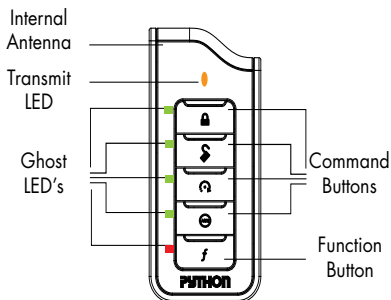 Internal
Antenna
Transmit
LED
Ghost
LED's
Command
Buttons
Function
Button
f
PYTHON